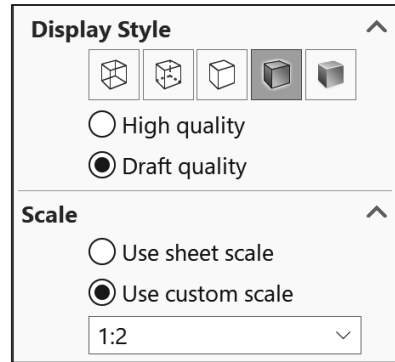 Display Style
High quality
Draft quality
Scale
Use sheet scale
Use custom scale
1:2